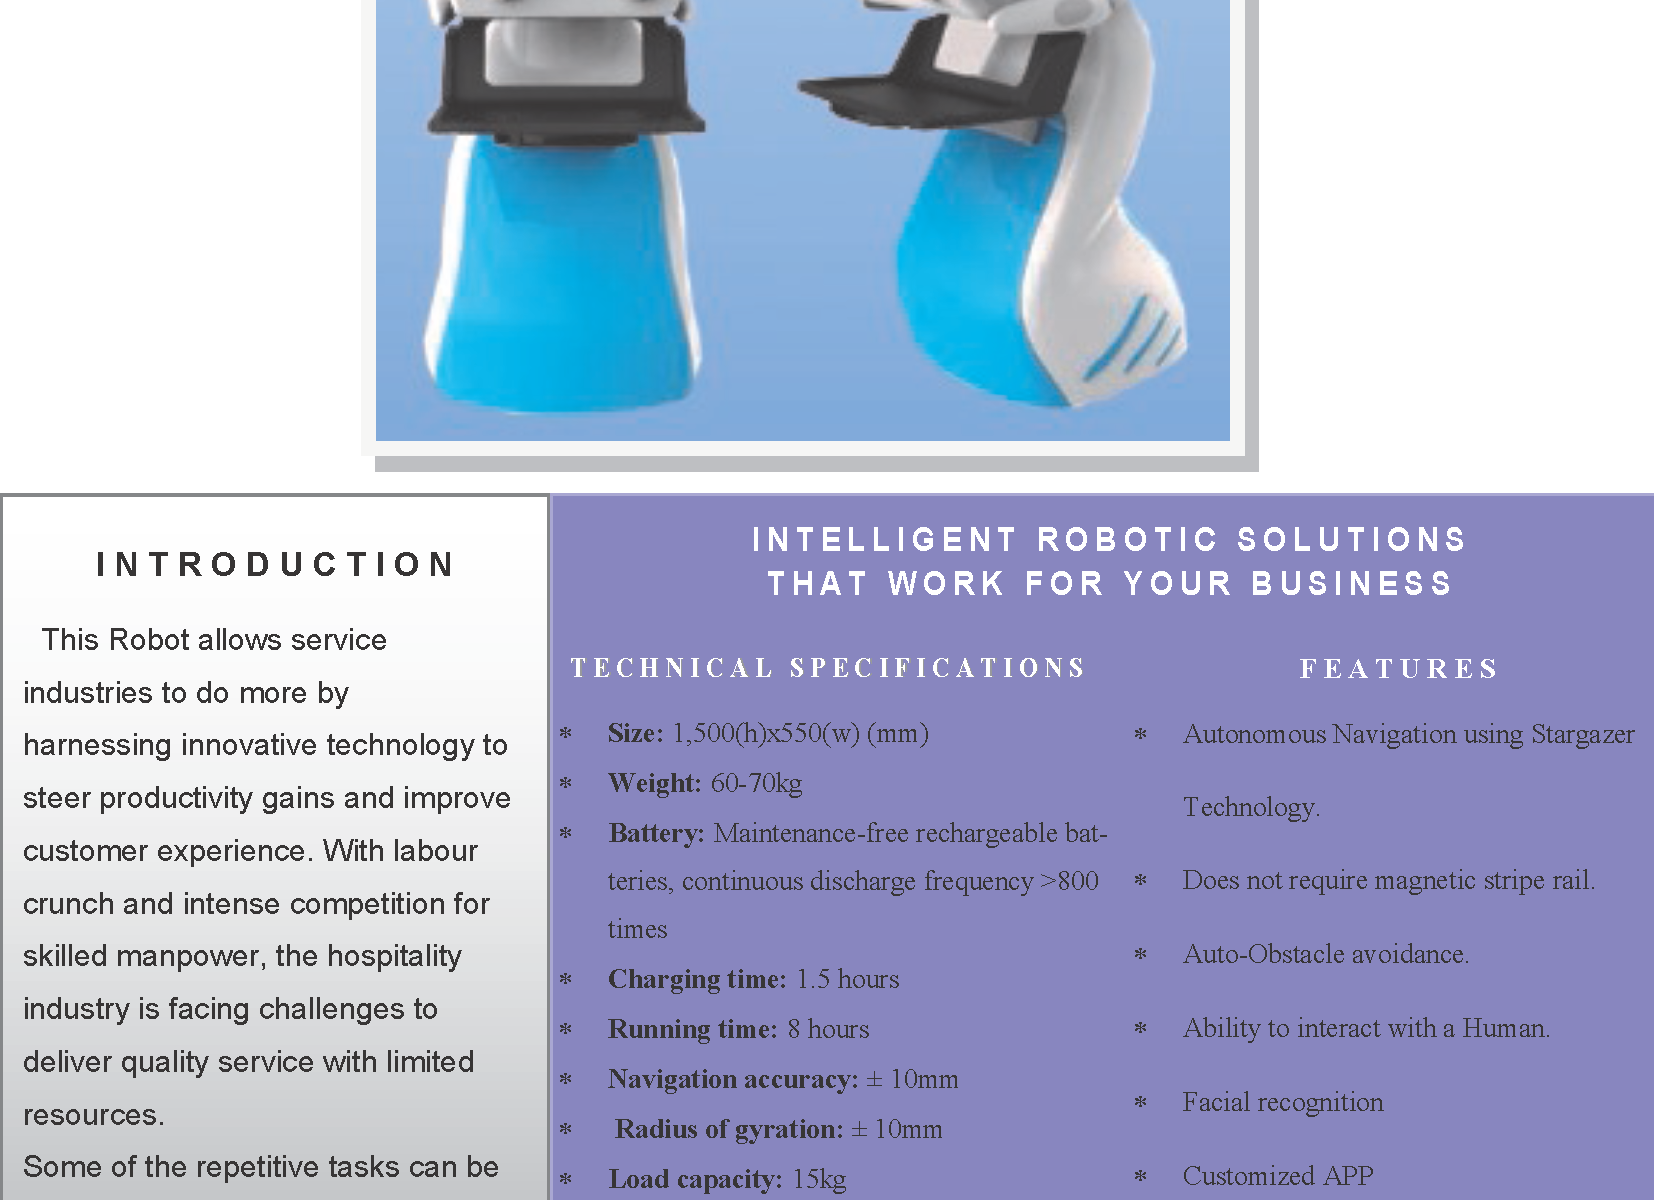 INTRODUCTION
This Robot allows service
industries to do more by
harnessing innovative technology to
steer productivity gains and improve
customer experience. With labour
crunch and intense competition for
skilled manpower, the hospitality
industry is facing challenges to
deliver quality service with limited
resources.
Some of the repetitive tasks can be
INTELLIGENT ROBOTIC SOLUTIONS
THAT WORK FOR YOUR BUSINESS
TECHNICAL SPECIFICATIONS
* Size: 1,500(h)x550(w) (mm)
* Weight: 60-70kg
* Battery: Maintenance-free rechargeable bat-
teries, continuous discharge frequency >800
times
* Charging time: 1.5 hours
* Running time: 8 hours
* Navigation accuracy: ± 10mm
* Radius of gyration: ± 10mm
* Load capacity: 15kg
FEATURES
* Autonomous Navigation using Stargazer
Technology.
* Does not require magnetic stripe rail.
* Auto-Obstacle avoidance.
* Ability to interact with a Human.
* Facial recognition
* Customized APP